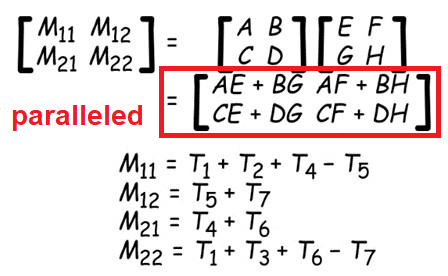 [M11 M12 M21 M22] = [A B C D] [E F G H]
= [AE + BG AF + BH CE + DG CF + DH]
paralleled
M11 = T1 + T2 + T4 - T5
M12 = T5 + T7
M21 = T4 + T6
M22 = T1 + T3 + T6 - T7